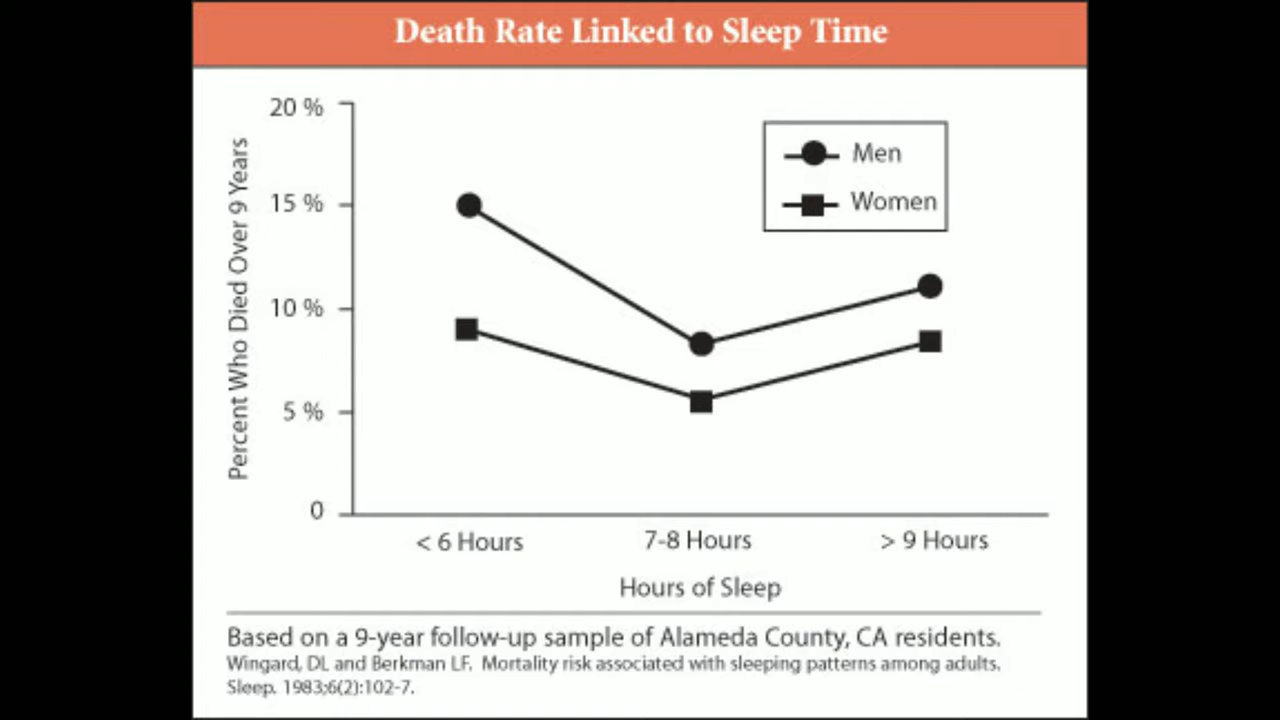 Death Rate Linked to Sleep Time
Percent Who Died Over 9 Years
20 %
15 %
10 %
5 %
0
Men
Women
< 6 Hours
7-8 Hours
> 9 Hours
Hours of Sleep
Based on a 9-year follow-up sample of Alameda County, CA residents.
Wingard, DL and Berkman LF. Mortality risk associated with sleeping patterns among adults.
Sleep. 1983;6(2):102-7.